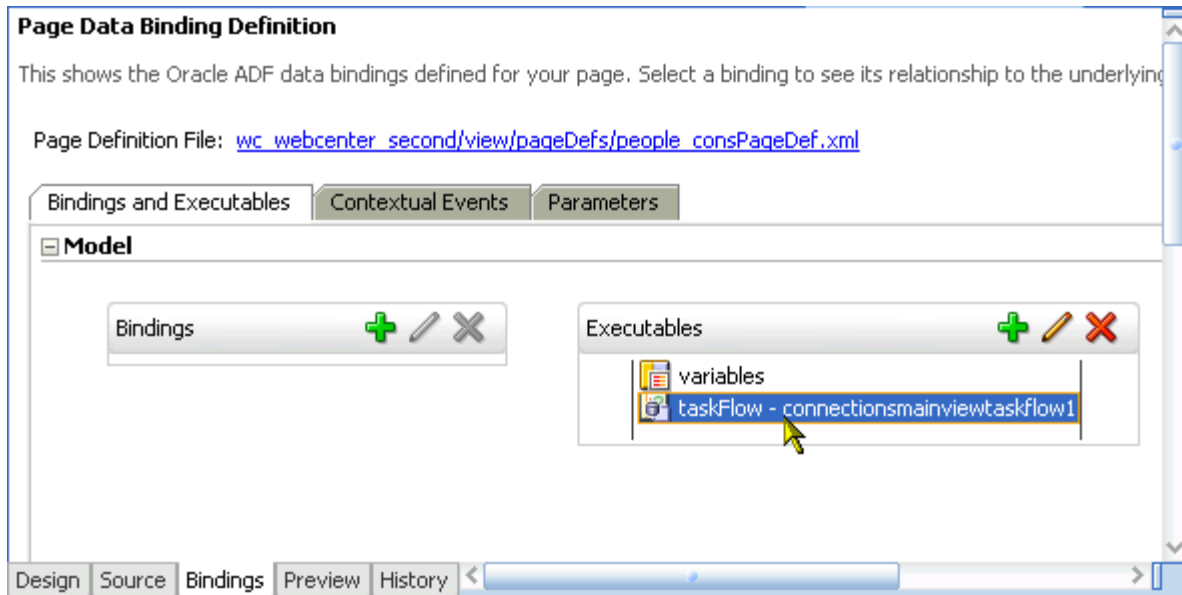 Page Data Binding Definition
This shows the Oracle ADF data bindings defined for your page. Select a binding to see its relationship to the underlying
Page Definition File: wc_webcenter_second/view/pageDefs/people_consPageDef.xml
Bindings and Executables Contextual Events Parameters
Model
Bindings Executables
variables
taskFlow - connectionsmainviewtaskflow1
Design Source Bindings Preview History